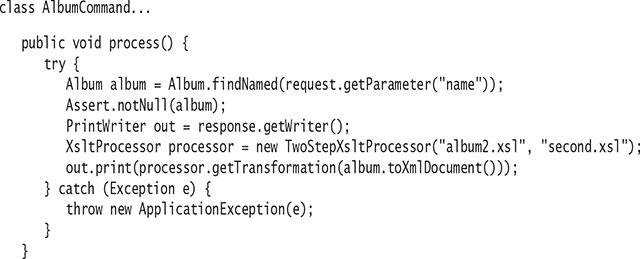 class AlbumCommand...
public void process() {
try {
Album album = Album.findNamed(request.getParameter("name"));
Assert.notNull(album);
PrintWriter out = response.getWriter();
XsltProcessor processor = new TwoStepXsltProcessor("album2.xsl", "second.xsl");
out.print(processor.getTransformation(album.toXmlDocument()));
} catch (Exception e) {
throw new ApplicationException(e);
}
}